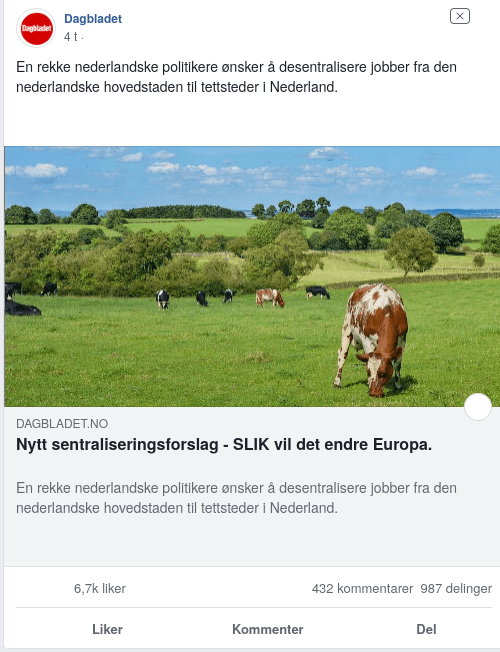 Dagbladet
Dagbladet
4 t ·
En rekke nederlandske politikere ønsker å desentralisere jobber fra den
nederlandske hovedstaden til tettsteder i Nederland.
DAGBLADET.NO
Nytt sentraliseringsforslag - SLIK vil det endre Europa.
En rekke nederlandske politikere ønsker å desentralisere jobber fra den
nederlandske hovedstaden til tettsteder i Nederland.
6,7k liker 432 kommentarer 987 delinger
Liker Kommenter Del